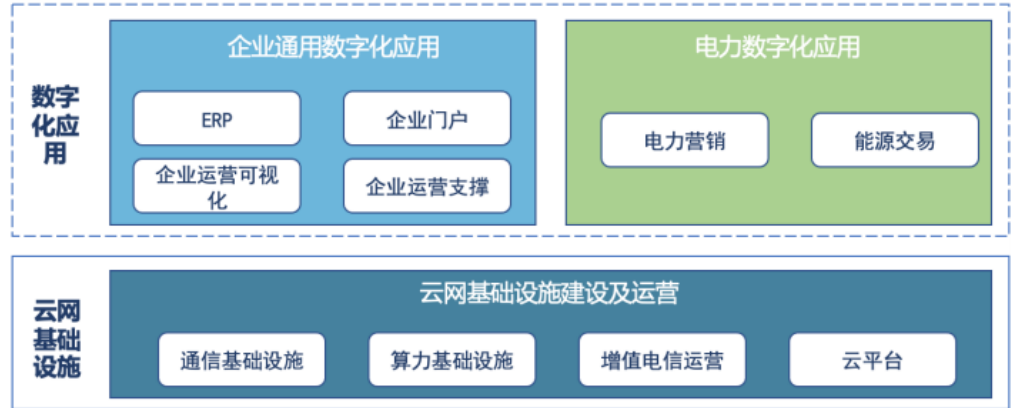 数字
化应
用
企业通用数字化应用
ERP
企业门户
企业运营可视
化
企业运营支撑
电力数字化应用
电力营销
能源交易
云网
基础
设施
云网基础设施建设及运营
通信基础设施
算力基础设施
增值电信运营
云平台